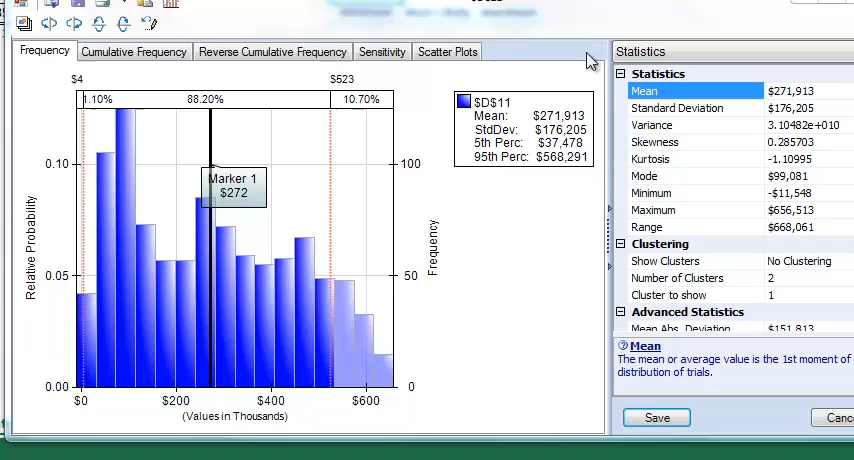 Frequency
Cumulative Frequency
Reverse Cumulative Frequency
Sensitivity
Scatter Plots
$4
$523
1.10%
88.20%
10.70%
Marker 1
$272
0.10
0.05
0.00
Relative Probability
100
50
0
Frequency
$0
$200
$400
$600
(Values in Thousands)
$D$11
Mean: $271,913
StdDev: $176,205
5th Perc: $37,478
95th Perc: $568,291
Statistics
Statistics
Mean $271,913
Standard Deviation $176,205
Variance 3.10482e+010
Skewness 0.285703
Kurtosis -1.10995
Mode $99,081
Minimum -$11,548
Maximum $656,513
Range $668,061
Clustering
Show Clusters No Clustering
Number of Clusters 2
Cluster to show 1
Advanced Statistics
Mean Abs. Deviation $151,813
Mean
The mean or average value is the 1st moment of
distribution of trials.
Save
Cance